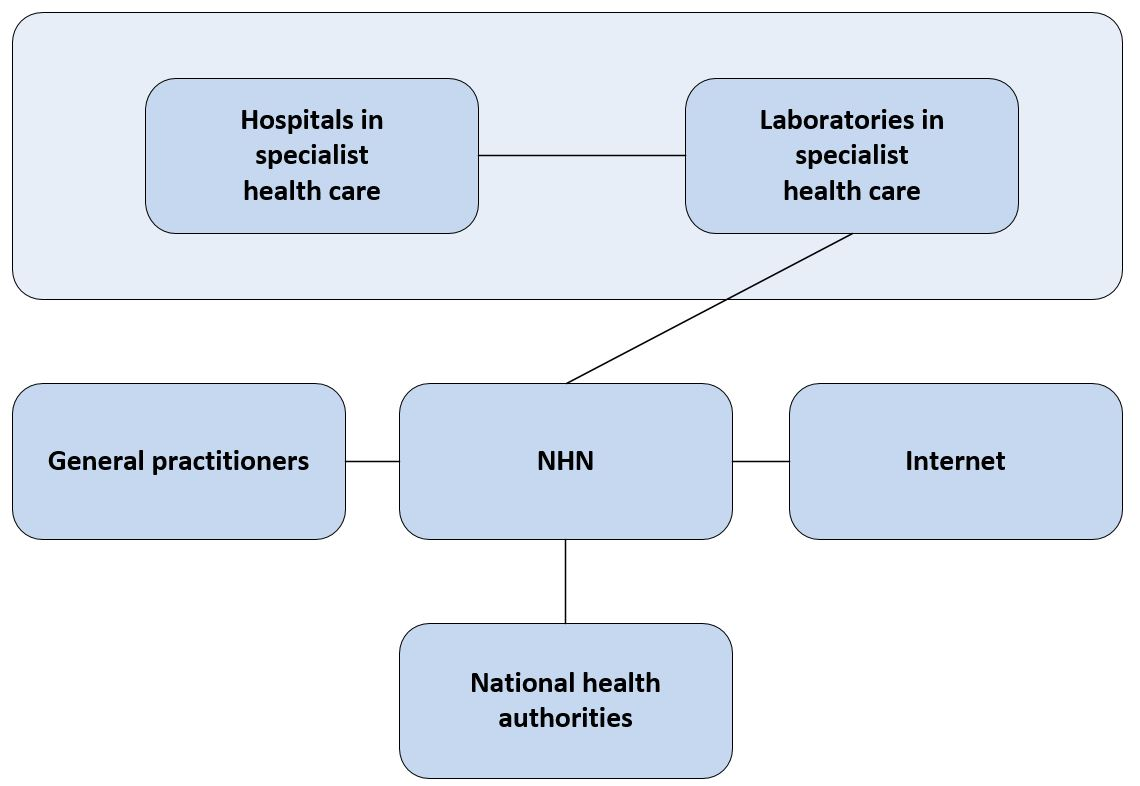 Hospitals in
specialist
health care
Laboratories in
specialist
health care
General practitioners
NHN
Internet
National health
authorities